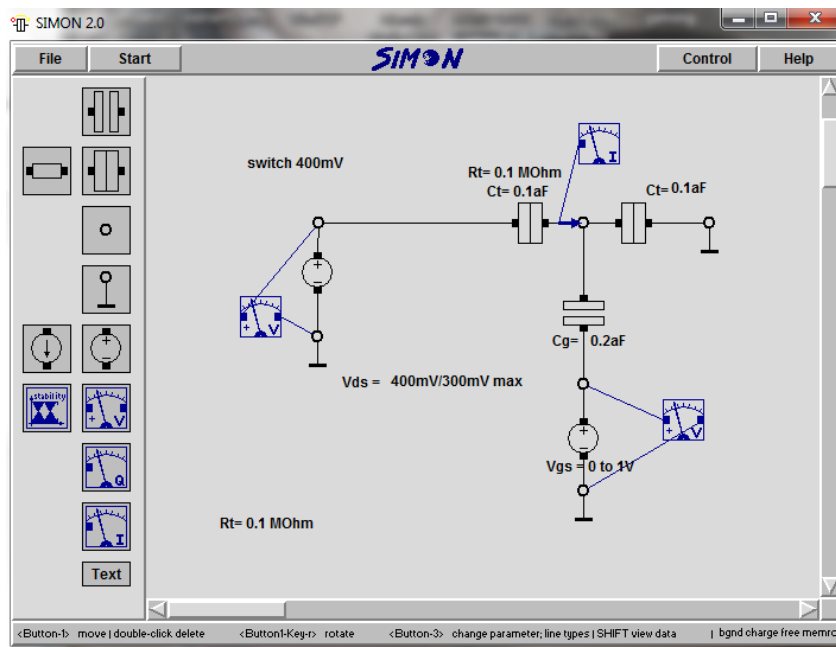 SIMON 2.0
File Start SIMON Control Help
switch 400mV
I
Rt= 0.1 MOhm
Ct= 0.1aF
Ct= 0.1aF
+ V
Cg= 0.2aF
Vds = 400mV/300mV max
stability
+ V
+ V
Vgs = 0 to 1V
Q
Rt= 0.1 MOhm
I
Text
<Button-1> move | double-click delete <Button1-Key-r> rotate <Button-3> change parameter; line types | SHIFT view data | bgnd charge free memro